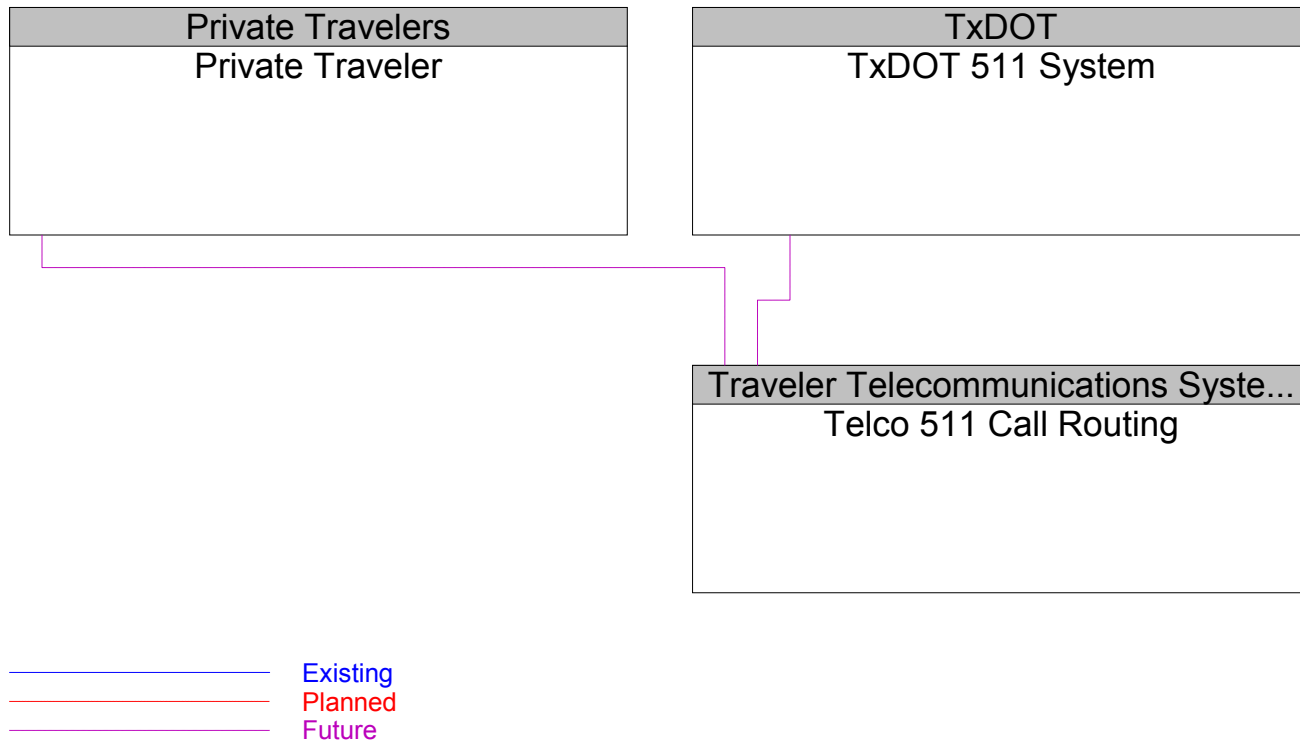 Private Travelers
Private Traveler
TxDOT
TxDOT 511 System
Traveler Telecommunications Syste...
Telco 511 Call Routing
Existing
Planned
Future